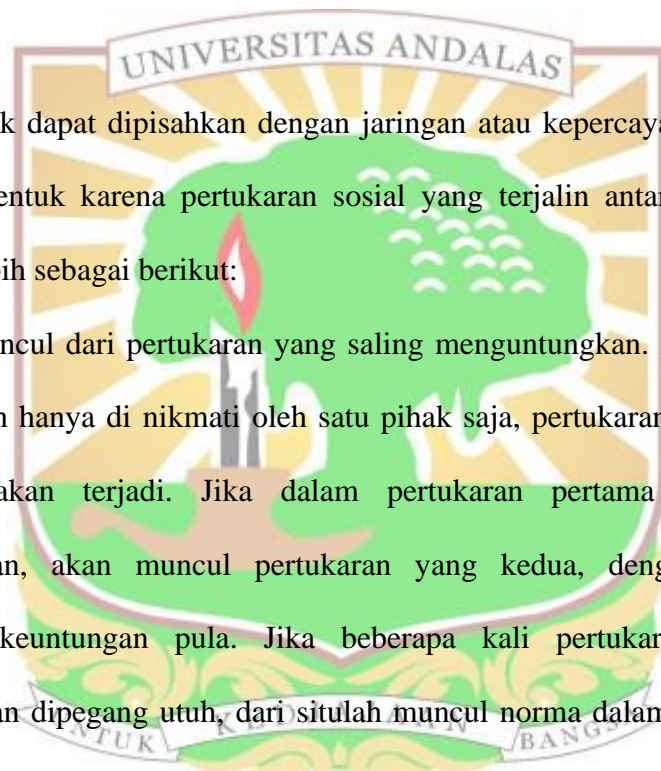 UNIVERSITAS ANDALAS
k dapat dipisahkan dengan jaringan atau kepercaya
entuk karena pertukaran sosial yang terjalin antar
ih sebagai berikut:
ncul dari pertukaran yang saling menguntungkan.
n hanya di nikmati oleh satu pihak saja, pertukaran
akan terjadi. Jika dalam pertukaran pertama
an, akan muncul pertukaran yang kedua, deng
keuntungan pula. Jika beberapa kali pertukar
an dipegang utuh, dari situlah muncul norma dalam
NTUK BANGS